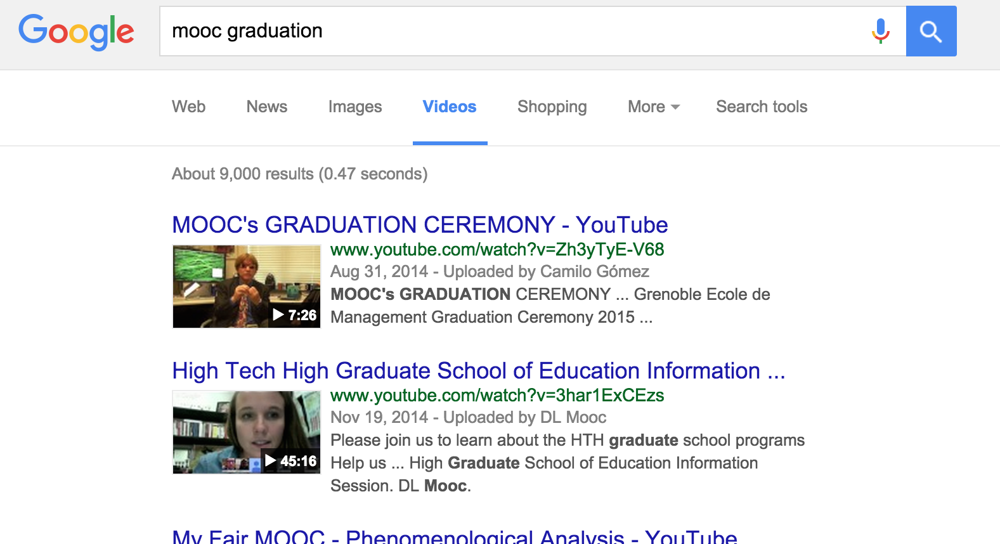 Google
mooc graduation
Web News Images Videos Shopping More Search tools
About 9,000 results (0.47 seconds)
MOOC's GRADUATION CEREMONY - YouTube
www.youtube.com/watch?v=Zh3yTyE-V68
Aug 31, 2014 - Uploaded by Camilo Gómez
MOOC's GRADUATION CEREMONY ... Grenoble Ecole de
Management Graduation Ceremony 2015 ...
7:26
High Tech High Graduate School of Education Information ...
www.youtube.com/watch?v=3har1ExCEzs
Nov 19, 2014 - Uploaded by DL Mooc
Please join us to learn about the HTH graduate school programs
Help us ... High Graduate School of Education Information
Session. DL Mooc.
45:16
My Fair MOOC - Phenomenological Analysis - YouTube